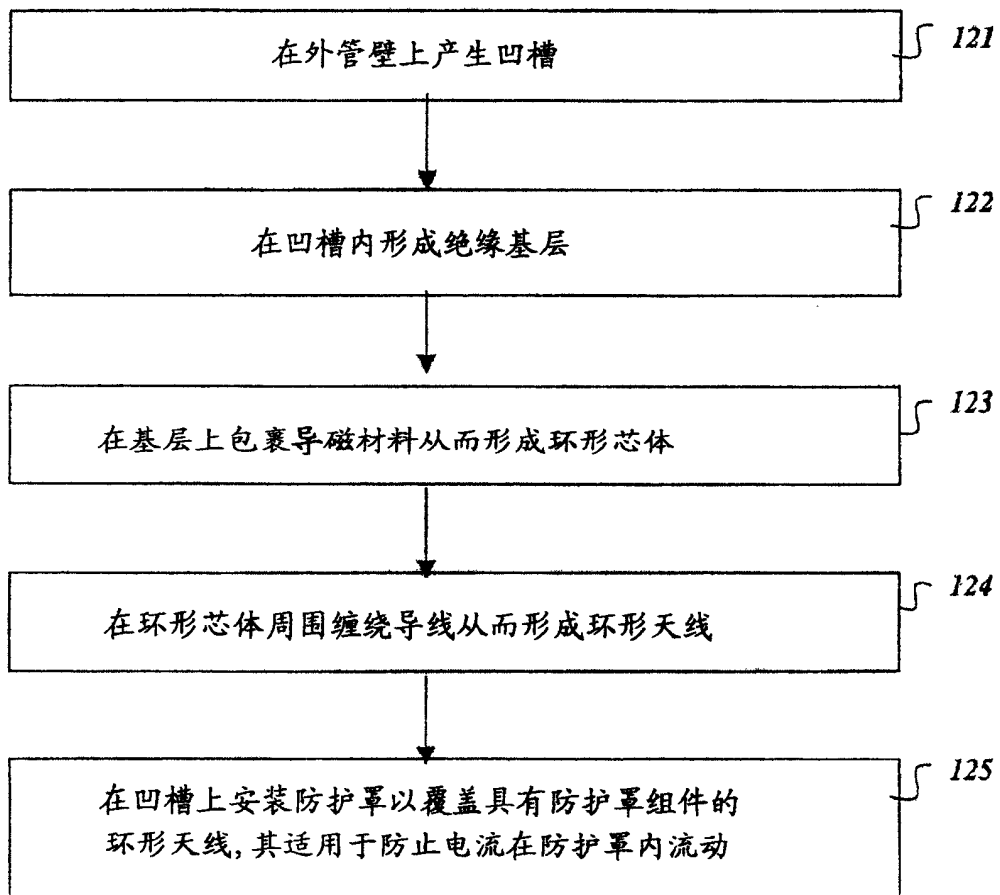 在外管壁上产生凹槽
121
在凹槽内形成绝缘基层
122
在基层上包裹导磁材料从而形成环形芯体
123
在环形芯体周围缠绕导线从而形成环形天线
124
在凹槽上安装防护罩以覆盖具有防护罩组件的
环形天线,其适用于防止电流在防护罩内流动
125